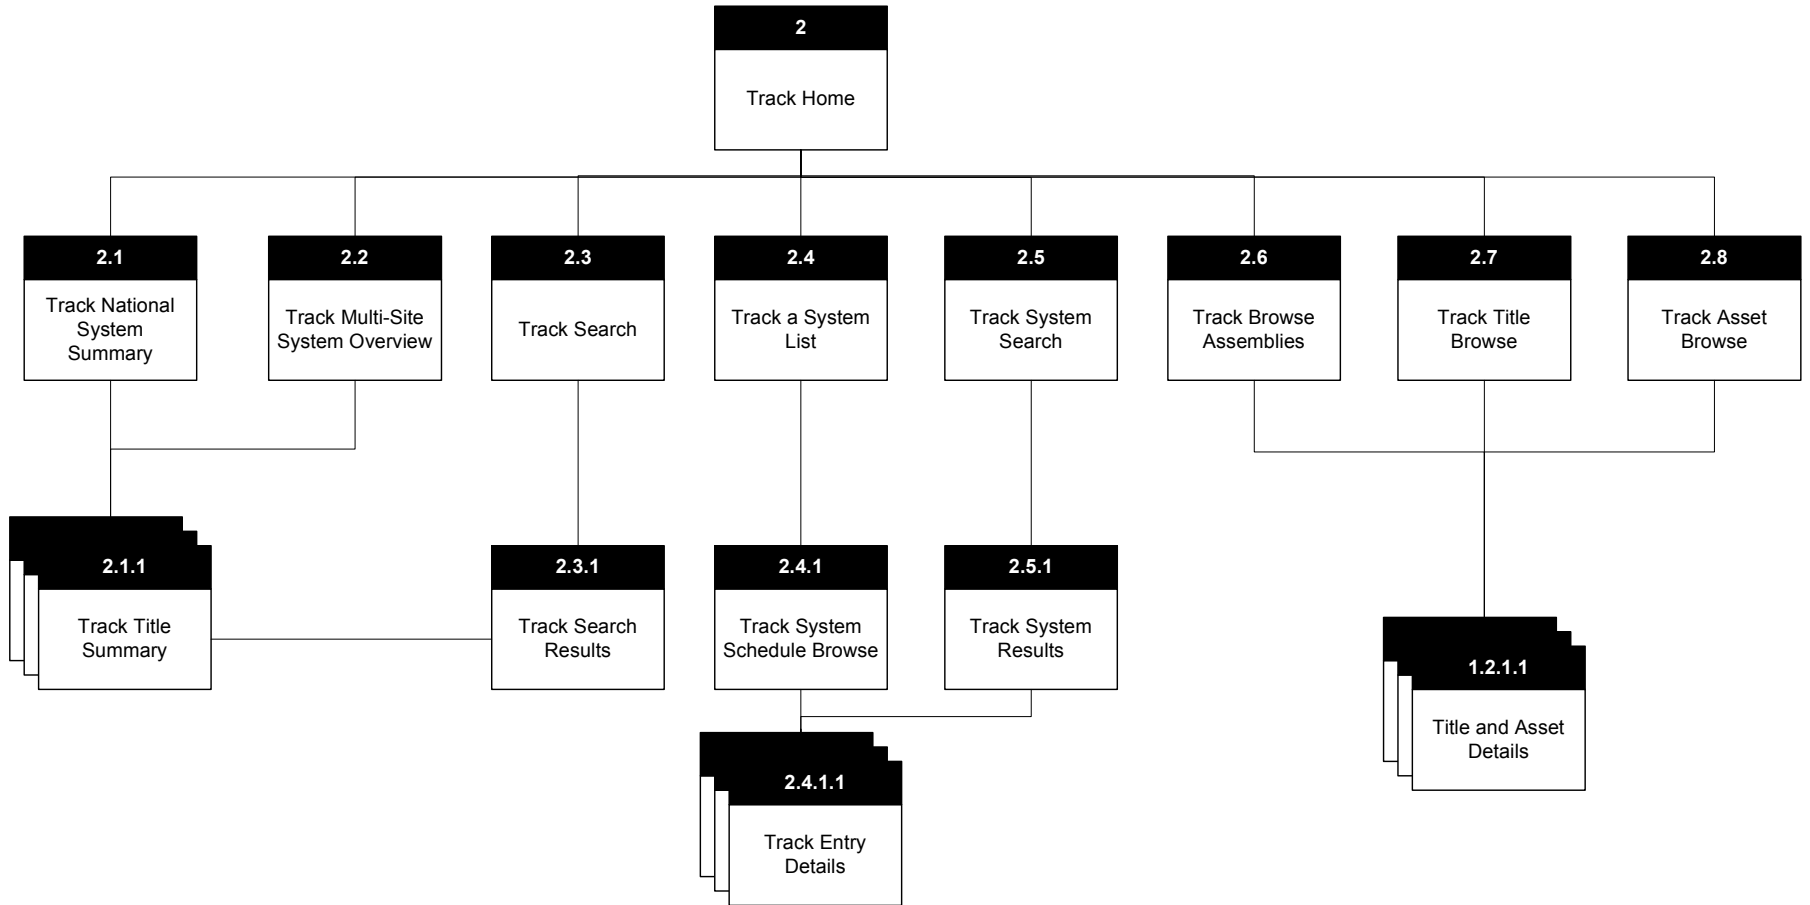 2
Track Home
2.1
Track National
System
Summary
2.2
Track Multi-Site
System Overview
2.3
Track Search
2.4
Track a System
List
2.5
Track System
Search
2.6
Track Browse
Assemblies
2.7
Track Title
Browse
2.8
Track Asset
Browse
2.1.1
Track Title
Summary
2.3.1
Track Search
Results
2.4.1
Track System
Schedule Browse
2.5.1
Track System
Results
1.2.1.1
Title and Asset
Details
2.4.1.1
Track Entry
Details